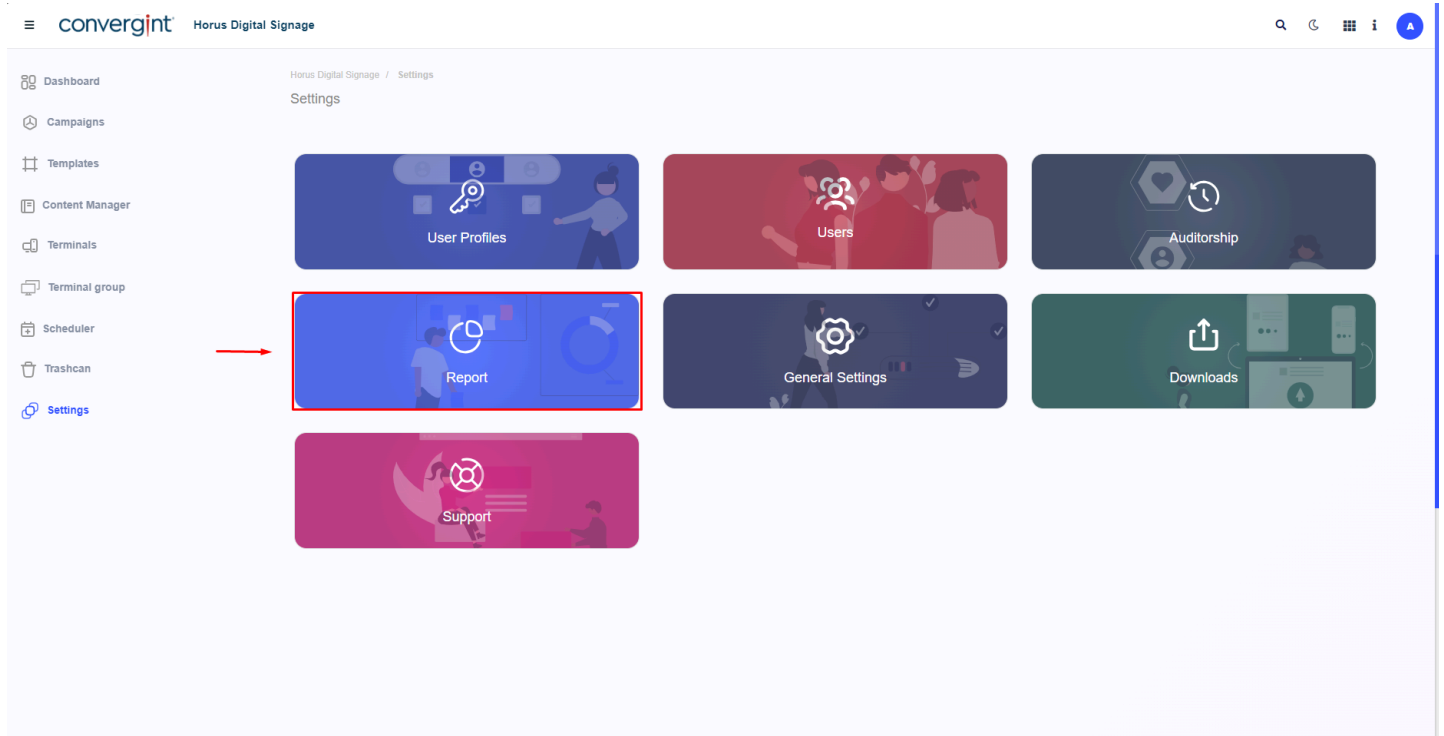 convergint Horus Digital Signage
A
Dashboard
Campaigns
Templates
Content Manager
Terminals
Terminal group
Scheduler
Trashcan
Settings
Horus Digital Signage / Settings
Settings
User Profiles
Users
Auditorship
Report
General Settings
Downloads
Support